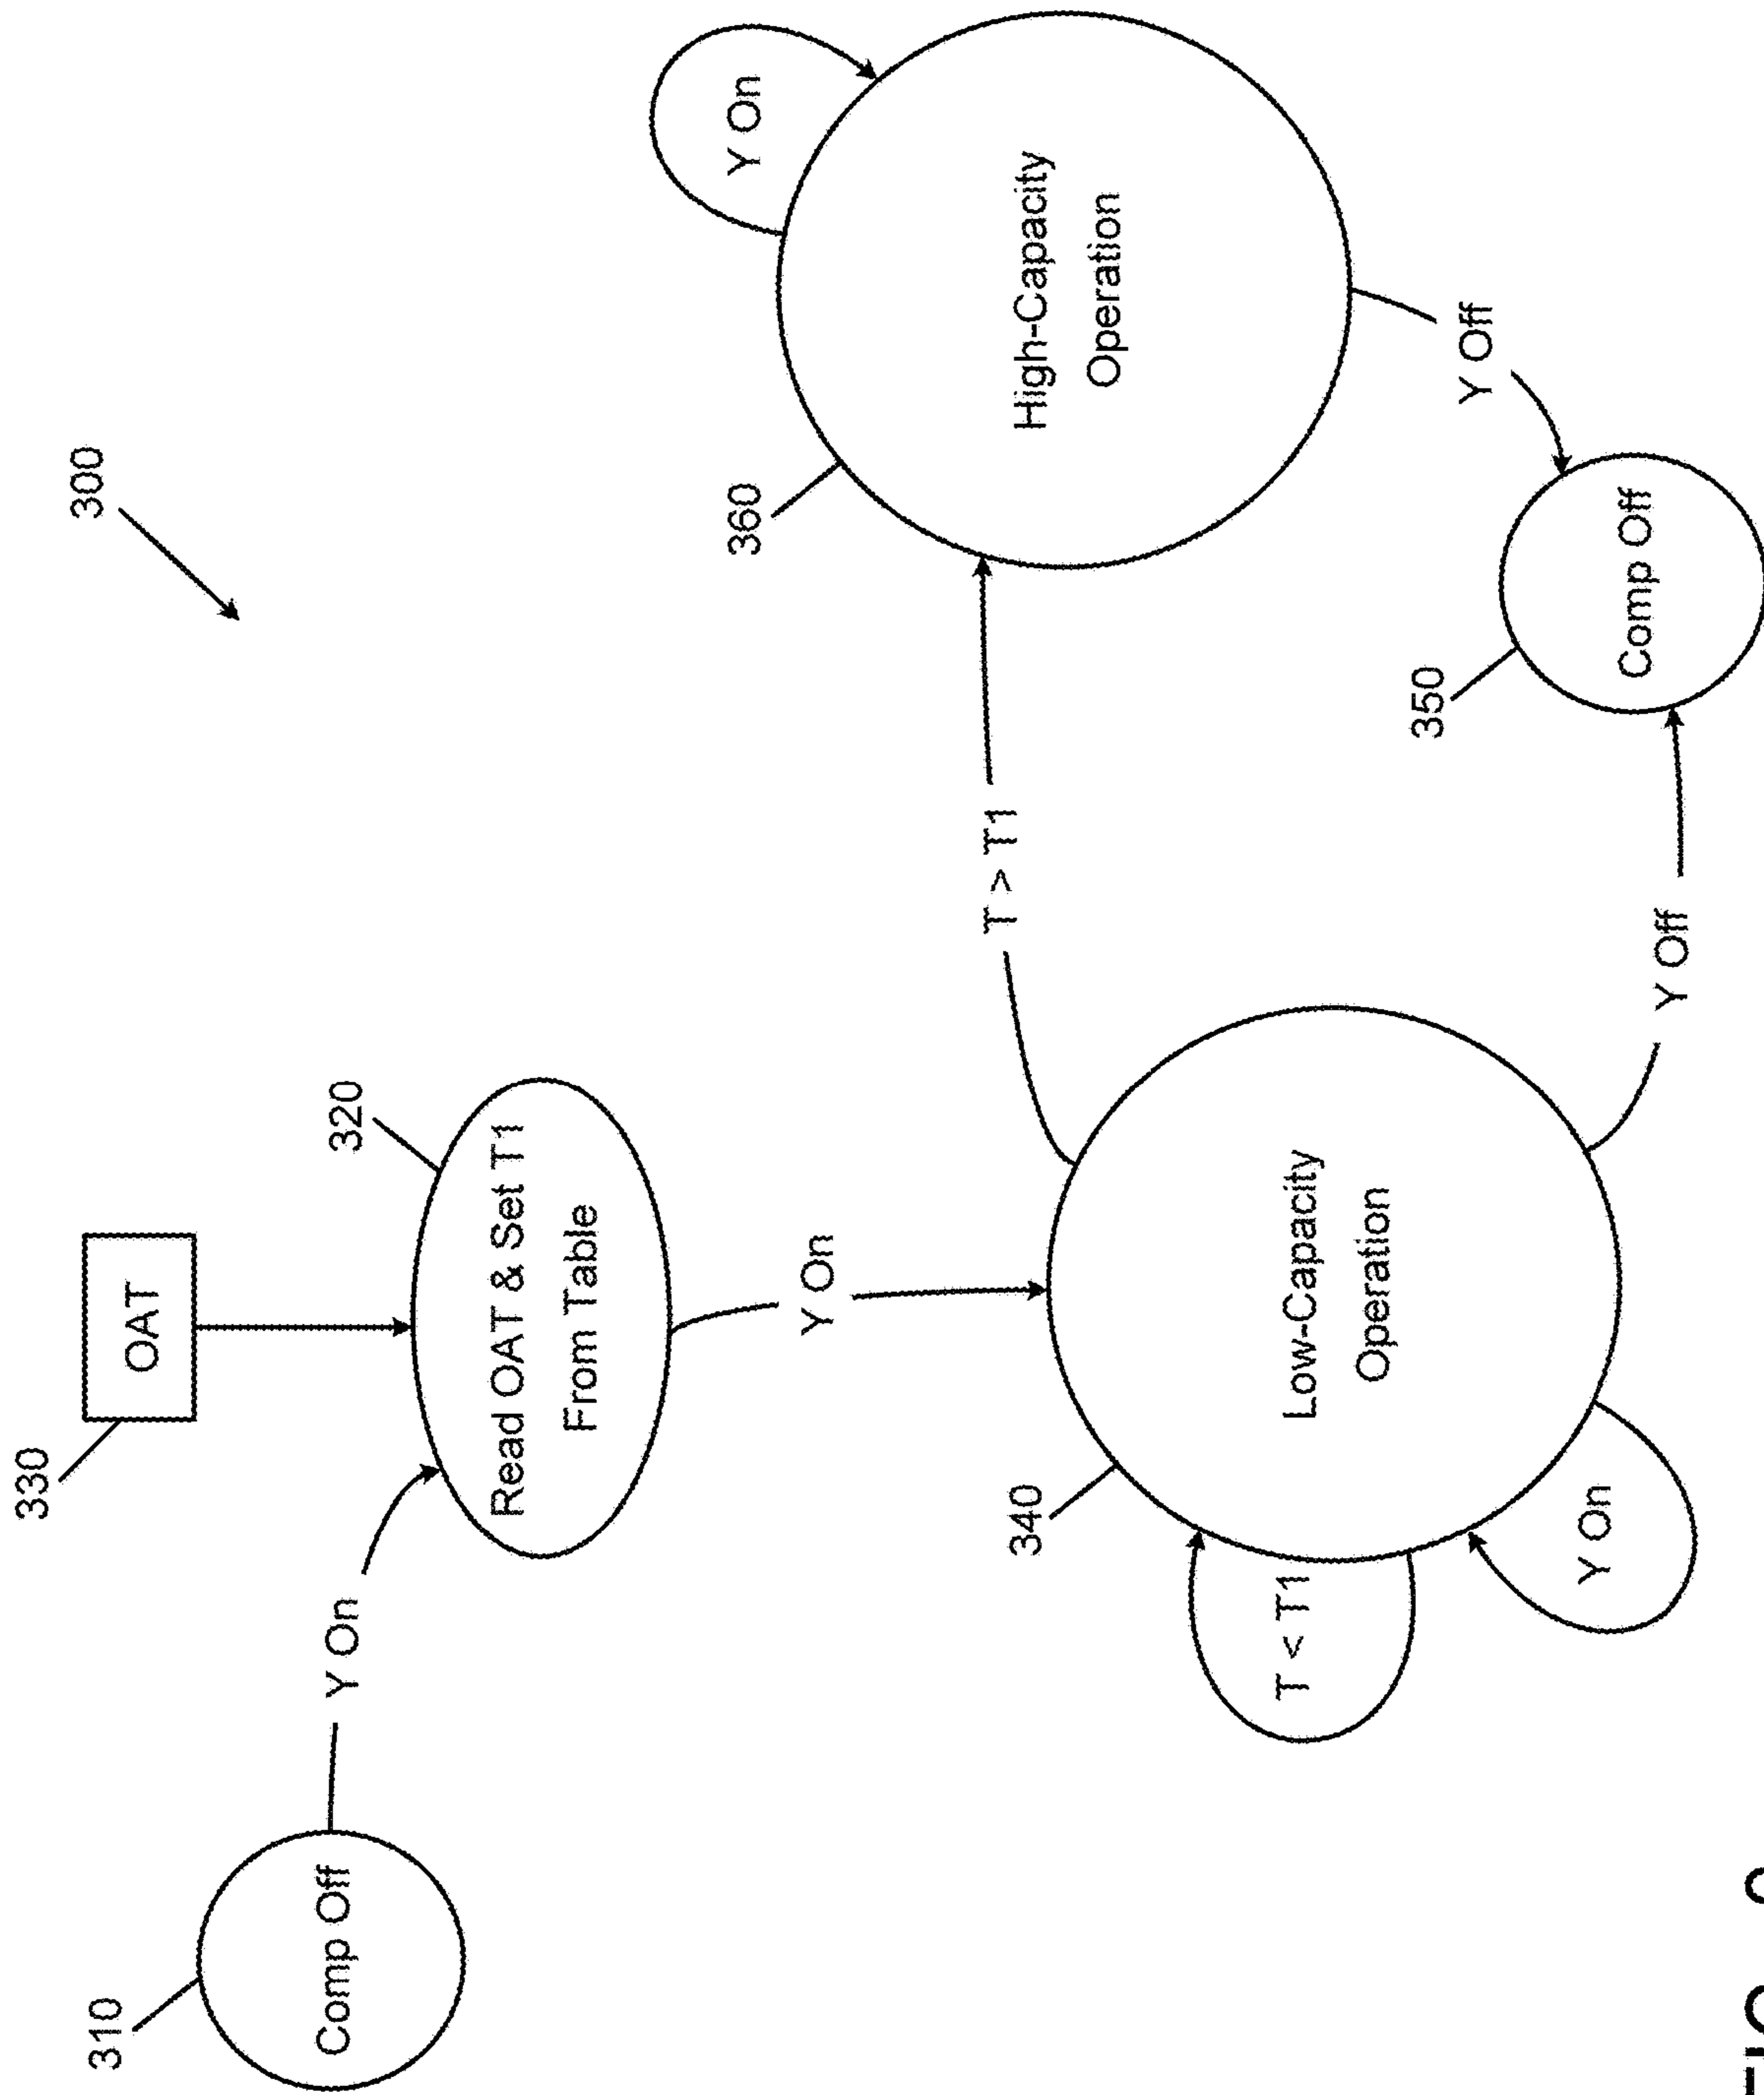 300
330
OAT
310
Comp Off
Y On
320
Read OAT & Set T1
From Table
Y On
340
Low-Capacity
Operation
T < T1
Y On
T > T1
360
High-Capacity
Operation
Y On
Y Off
Y Off
350
Comp Off